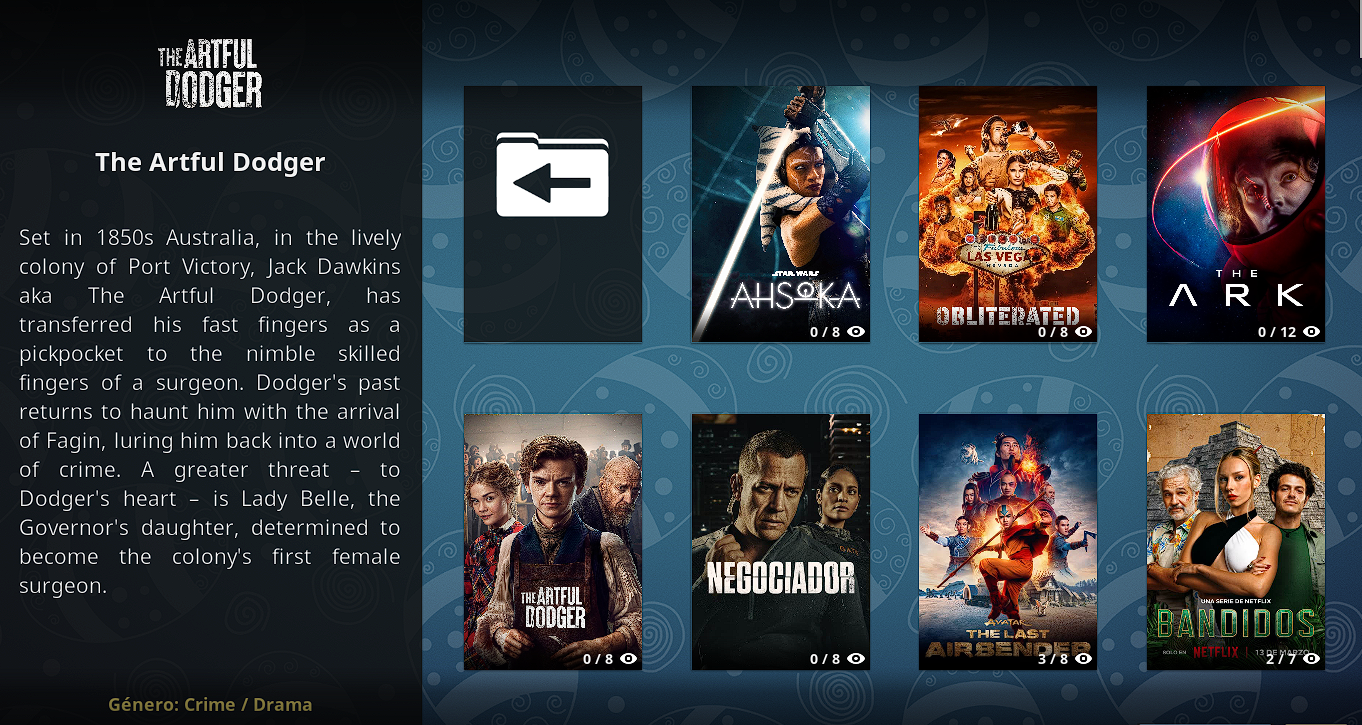 THE ARTFUL
DODGER
The Artful Dodger
Set in 1850s Australia, in the lively
colony of Port Victory, Jack Dawkins
aka The Artful Dodger, has
transferred his fast fingers as a
pickpocket to the nimble skilled
fingers of a surgeon. Dodger's past
returns to haunt him with the arrival
of Fagin, luring him back into a world
of crime. A greater threat – to
Dodger's heart – is Lady Belle, the
Governor's daughter, determined to
become the colony's first female
surgeon.
Género: Crime / Drama
STAR WARS
AHSOKA
0 / 8
Fabulous
LAS VEGAS
NEVADA
OBLITERATED
0 / 8
THE
ARK
0 / 12
THE ARTFUL
DODGER
0 / 8
NEGOCIADOR
0 / 8
AVATAR
THE LAST
AIRBENDER
3 / 8
UNA SERIE DE NETFLIX
BANDIDOS
SOLO EN NETFLIX | 13 DE MARZO
2 / 7